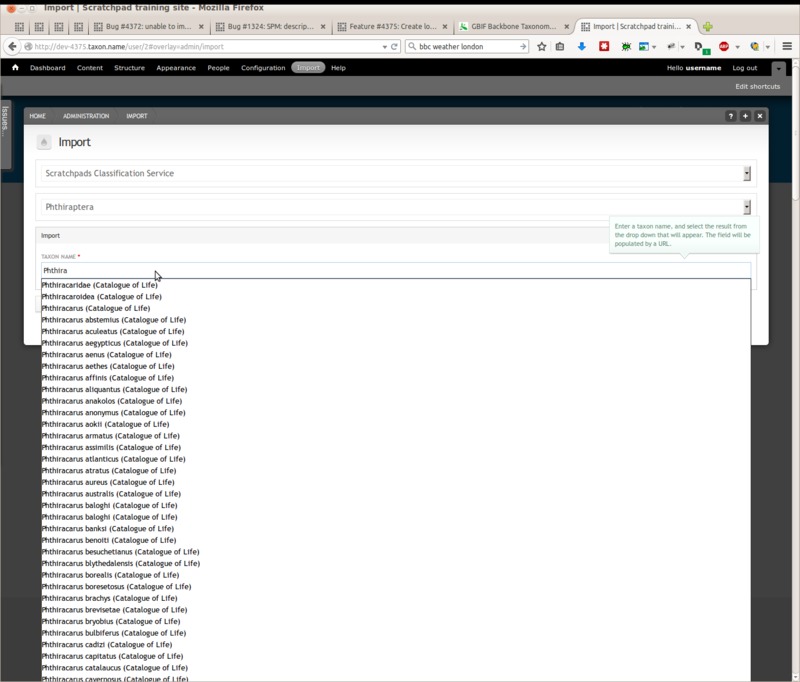 Import | Scratchpad training site - Mozilla Firefox
Bug #4372: unable to im...
Bug #1324: SPM: descrip...
Feature #4375: Create lo...
GBIF Backbone Taxonom...
Import | Scratchpad traini...
http://dev-4375.taxon.name/user/2#overlay=admin/import
bbc weather london
Dashboard Content Structure Appearance People Configuration Import Help
Hello username Log out
Edit shortcuts
Issues...
HOME ADMINISTRATION IMPORT
Import
Scratchpads Classification Service
Phthiraptera
Enter a taxon name, and select the result from
the drop down that will appear. The field will be
populated by a URL.
Import
TAXON NAME *
Phthira
Phthiracaridae (Catalogue of Life)
Phthiracaroidea (Catalogue of Life)
Phthiracarus (Catalogue of Life)
Phthiracarus abstemius (Catalogue of Life)
Phthiracarus aculeatus (Catalogue of Life)
Phthiracarus aegypticus (Catalogue of Life)
Phthiracarus aenus (Catalogue of Life)
Phthiracarus aethes (Catalogue of Life)
Phthiracarus affinis (Catalogue of Life)
Phthiracarus aliquantus (Catalogue of Life)
Phthiracarus anakolos (Catalogue of Life)
Phthiracarus anonymus (Catalogue of Life)
Phthiracarus aokii (Catalogue of Life)
Phthiracarus armatus (Catalogue of Life)
Phthiracarus assimilis (Catalogue of Life)
Phthiracarus atlanticus (Catalogue of Life)
Phthiracarus atratus (Catalogue of Life)
Phthiracarus aureus (Catalogue of Life)
Phthiracarus australis (Catalogue of Life)
Phthiracarus baloghi (Catalogue of Life)
Phthiracarus baloghi (Catalogue of Life)
Phthiracarus banksi (Catalogue of Life)
Phthiracarus benoiti (Catalogue of Life)
Phthiracarus besuchetianus (Catalogue of Life)
Phthiracarus blythedalensis (Catalogue of Life)
Phthiracarus borealis (Catalogue of Life)
Phthiracarus boresetosus (Catalogue of Life)
Phthiracarus brachys (Catalogue of Life)
Phthiracarus brevisetae (Catalogue of Life)
Phthiracarus bryobius (Catalogue of Life)
Phthiracarus bulbiferus (Catalogue of Life)
Phthiracarus cadizi (Catalogue of Life)
Phthiracarus capitatus (Catalogue of Life)
Phthiracarus catalaucus (Catalogue of Life)
Phthiracarus cavernosus (Catalogue of Life)